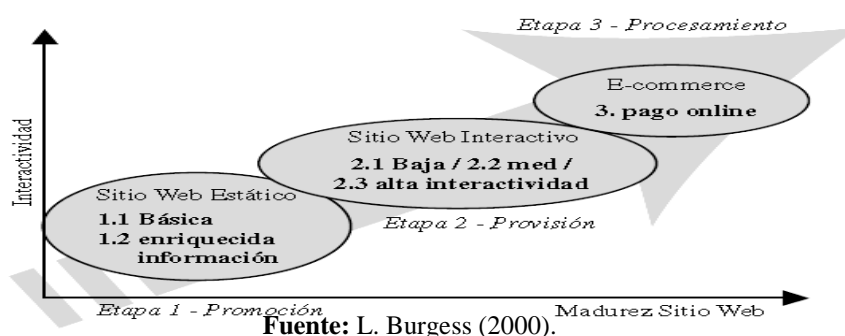 Etapa 3 - Procesamiento
E-commerce
3. pago online
Sitio Web Interactivo
2.1 Baja / 2.2 med /
2.3 alta interactividad
Interactividad
Sitio Web Estático
1.1 Básica
1.2 enriquecida
información
Etapa 2 - Provisión
Etapa 1 - Promoción
Madurez Sitio Web
Fuente: L. Burgess (2000).